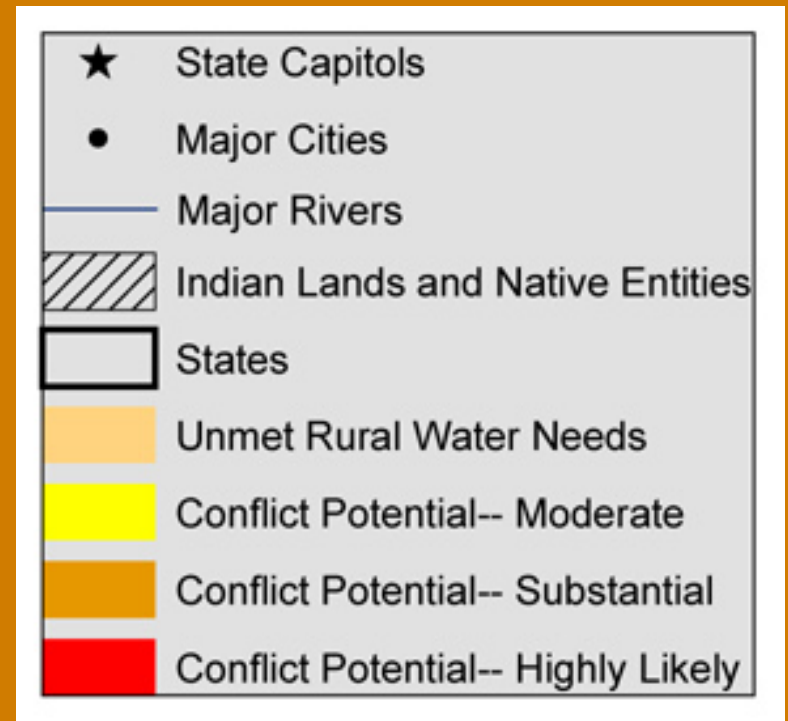 State Capitols
Major Cities
Major Rivers
Indian Lands and Native Entities
States
Unmet Rural Water Needs
Conflict Potential-- Moderate
Conflict Potential-- Substantial
Conflict Potential-- Highly Likely